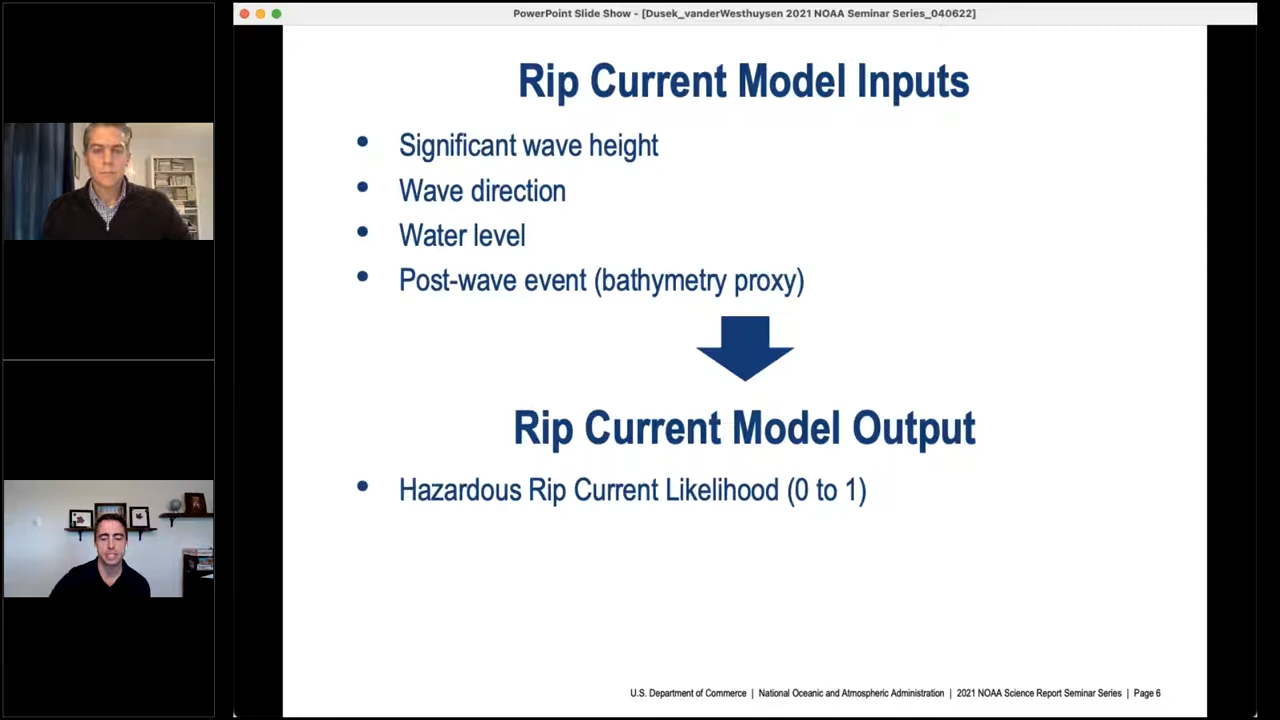 PowerPoint Slide Show - [Dusek_vanderWesthuysen 2021 NOAA Seminar Series_040622]
Rip Current Model Inputs
• Significant wave height
• Wave direction
• Water level
• Post-wave event (bathymetry proxy)
Rip Current Model Output
• Hazardous Rip Current Likelihood (0 to 1)
U.S. Department of Commerce | National Oceanic and Atmospheric Administration | 2021 NOAA Science Report Seminar Series | Page 6